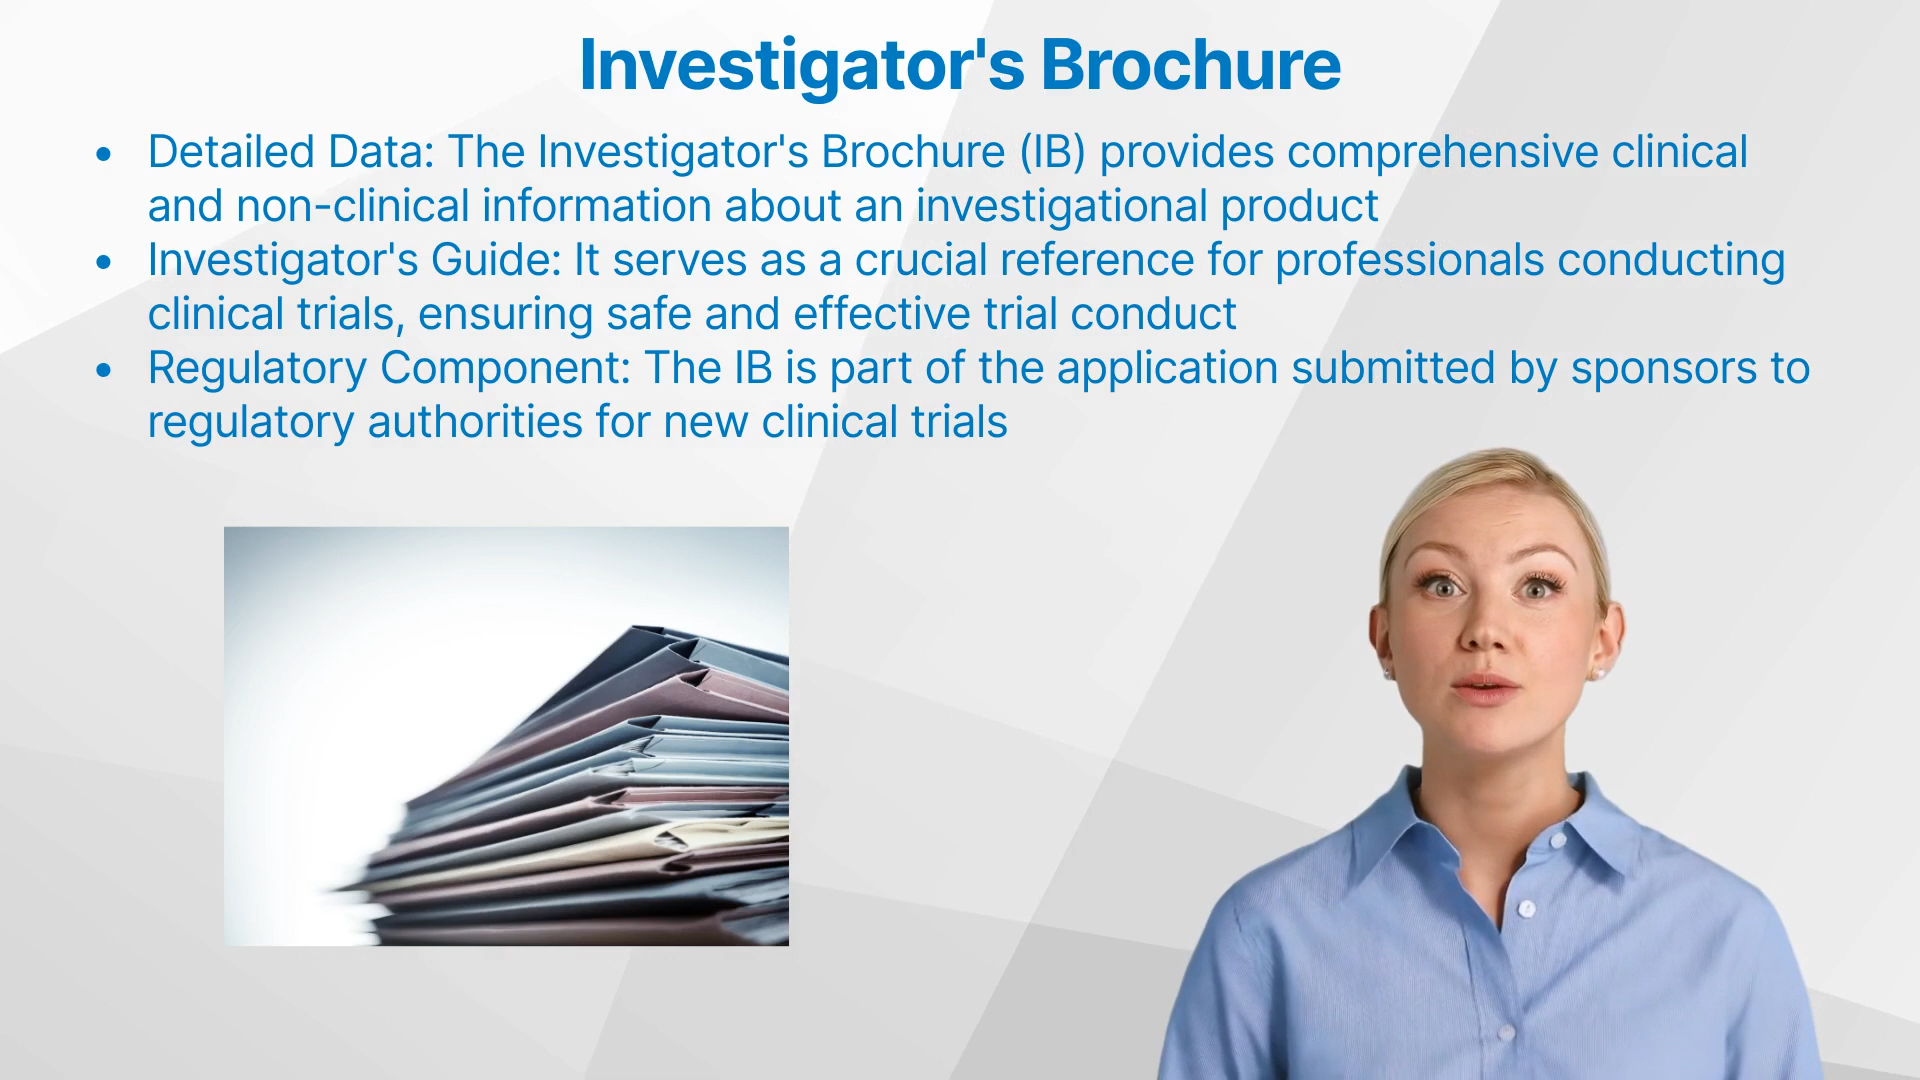 Investigator's Brochure
• Detailed Data: The Investigator's Brochure (IB) provides comprehensive clinical
and non-clinical information about an investigational product
• Investigator's Guide: It serves as a crucial reference for professionals conducting
clinical trials, ensuring safe and effective trial conduct
• Regulatory Component: The IB is part of the application submitted by sponsors to
regulatory authorities for new clinical trials